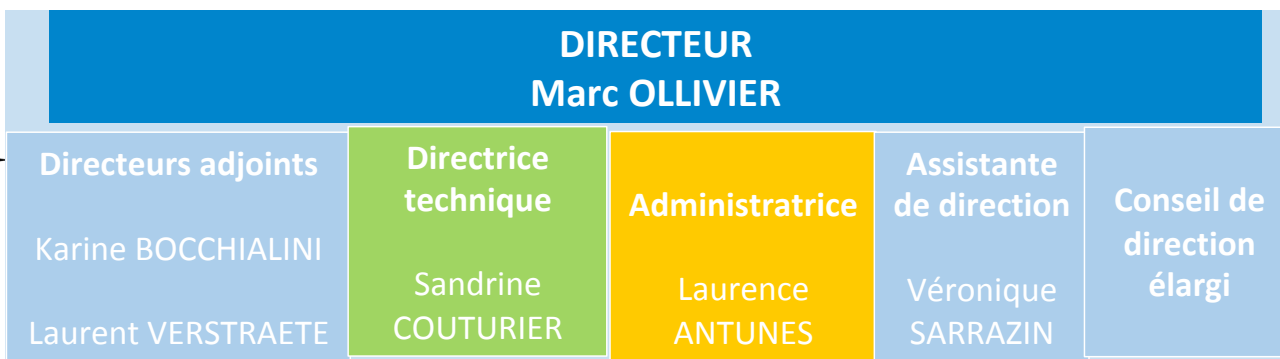 DIRECTEUR
Marc OLLIVIER
Directeurs adjoints
Karine BOCCHIALINI
Laurent VERSTRAETE
Directrice
technique
Sandrine
COUTURIER
Administratrice
Laurence
ANTUNES
Assistante
de direction
Véronique
SARRAZIN
Conseil de
direction
élargi